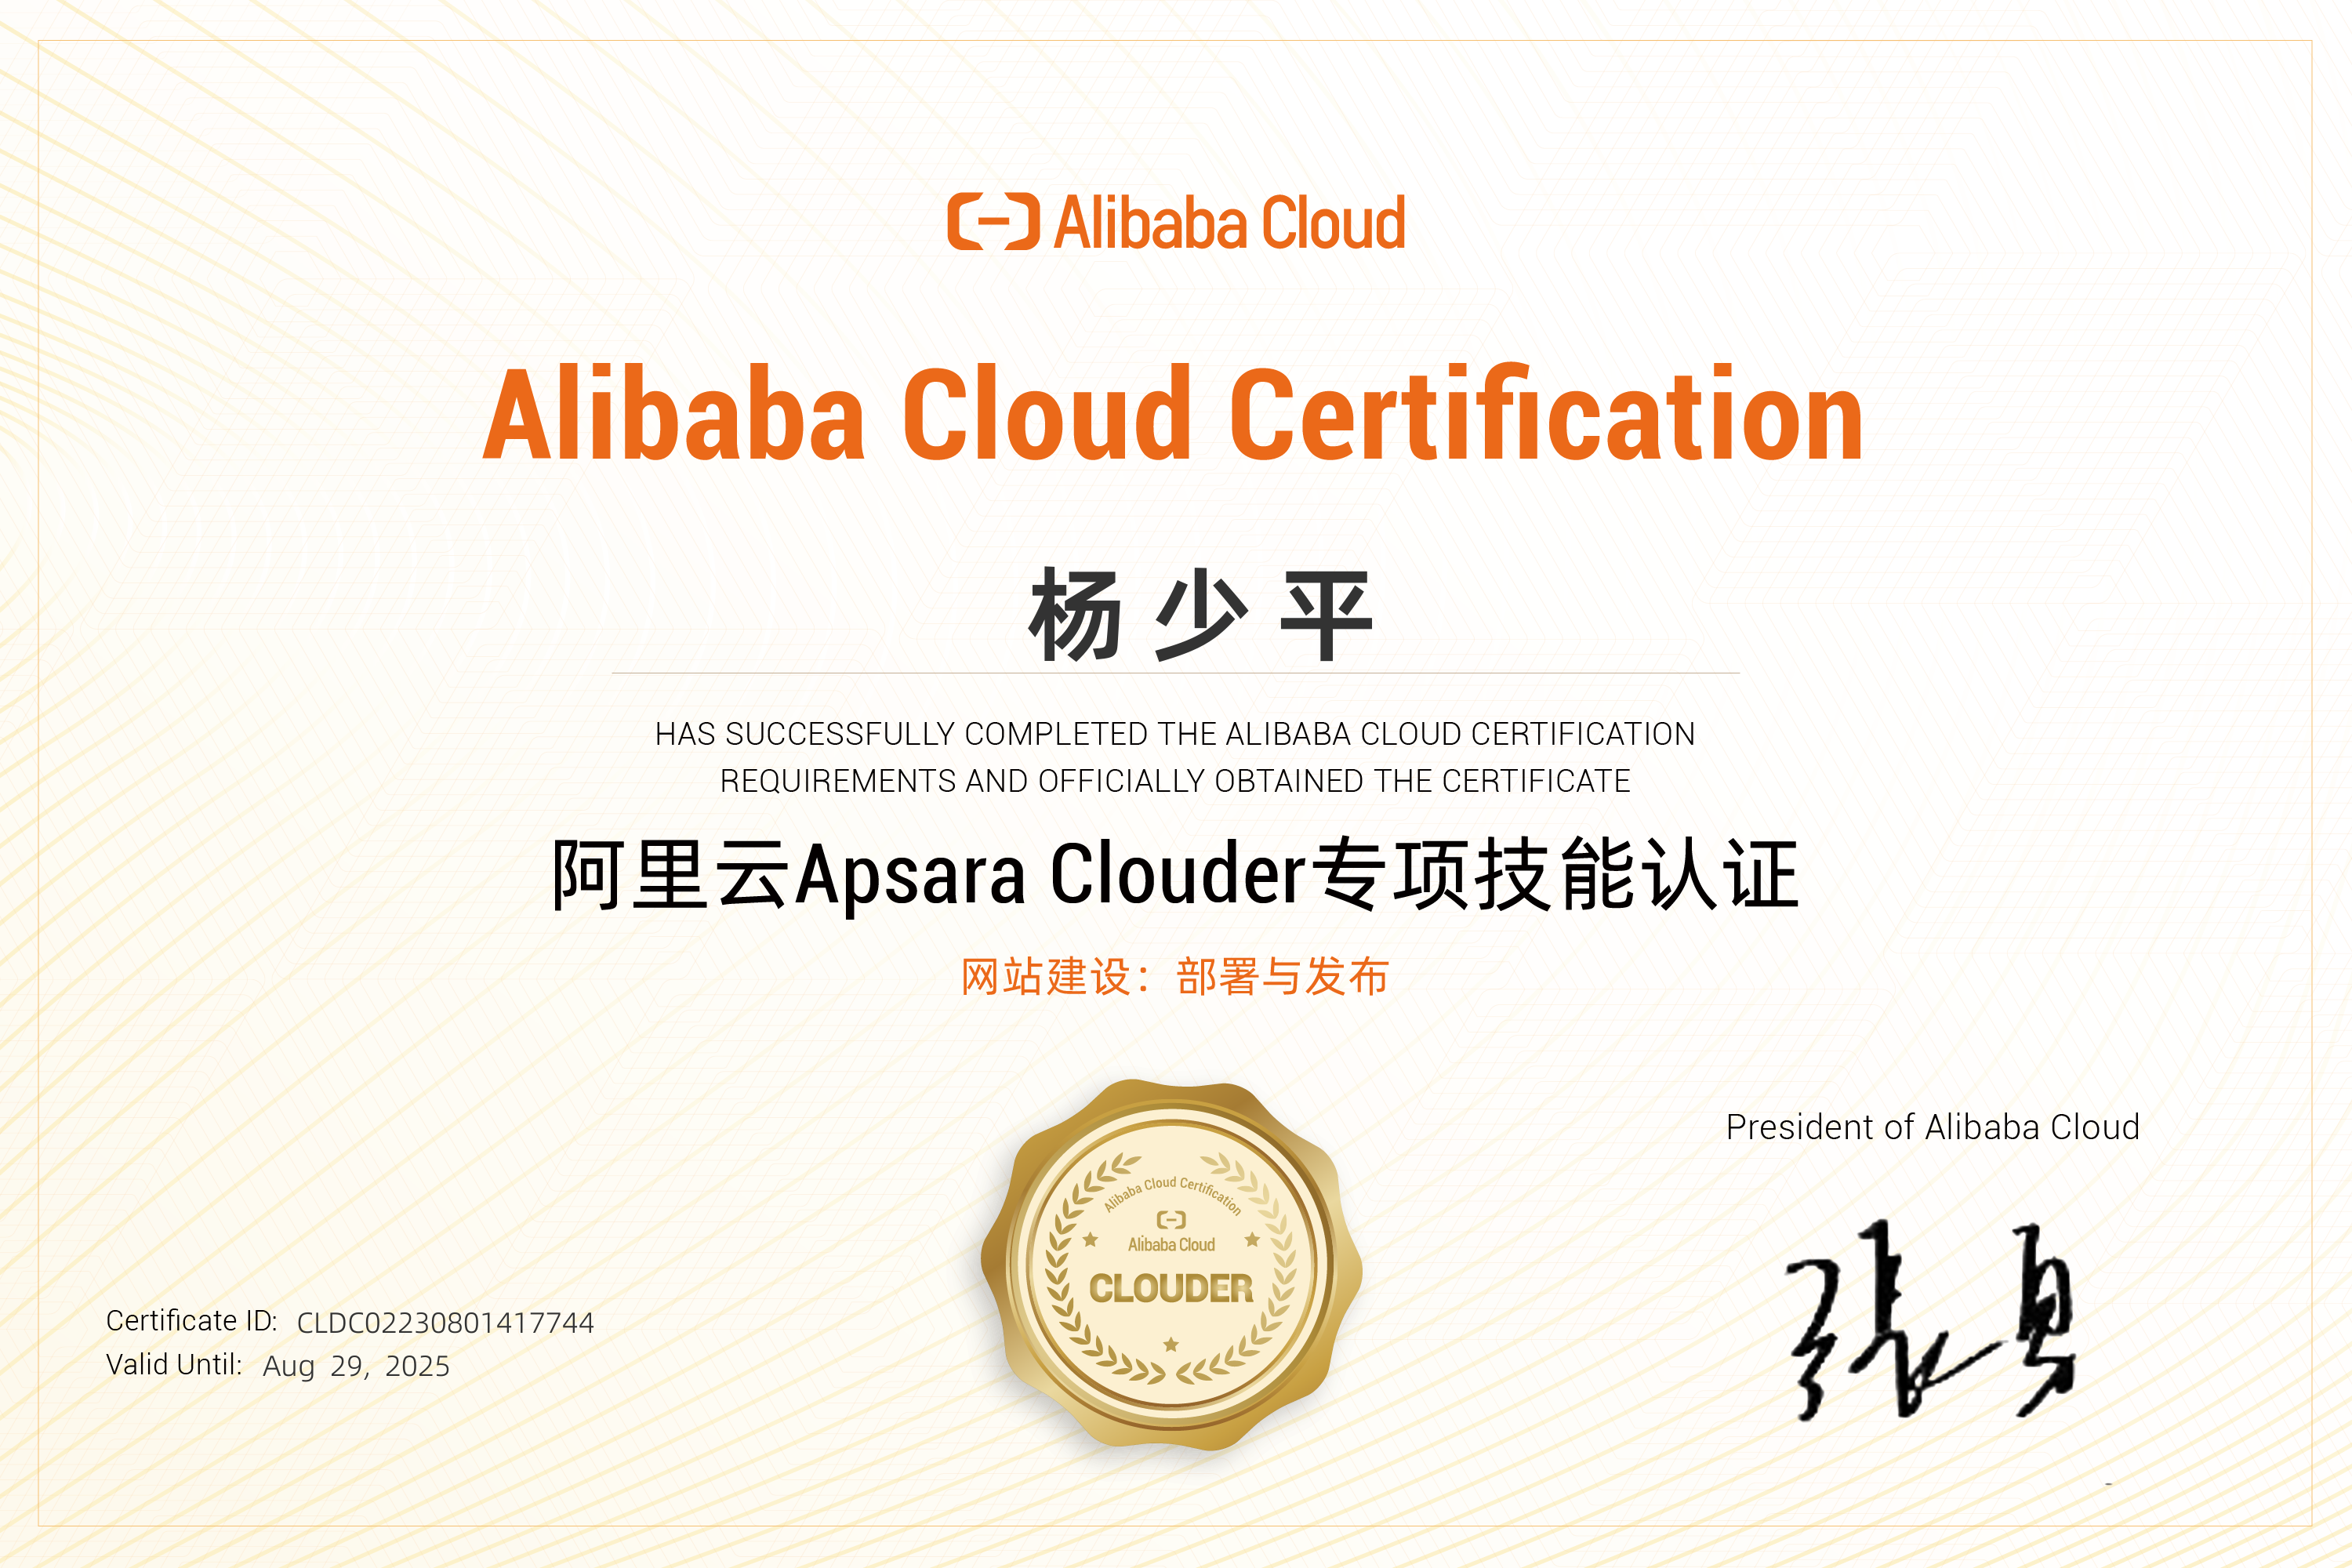 Alibaba Cloud
Alibaba Cloud Certification
杨少平
HAS SUCCESSFULLY COMPLETED THE ALIBABA CLOUD CERTIFICATION
REQUIREMENTS AND OFFICIALLY OBTAINED THE CERTIFICATE
阿里云Apsara Clouder专项技能认证
网站建设：部署与发布
Alibaba Cloud Certification
Alibaba Cloud
CLOUDER
President of Alibaba Cloud
Certificate ID: CLDC02230801417744
Valid Until: Aug 29, 2025